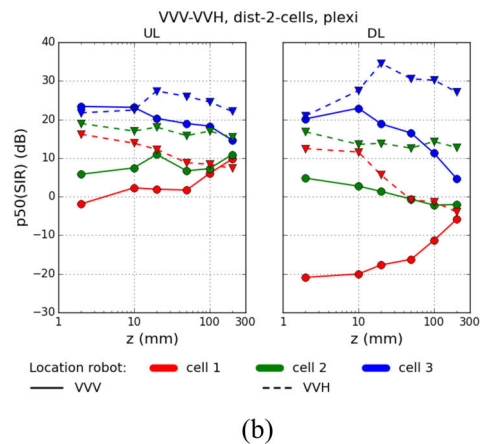 VVV-VVH, dist-2-cells, plexi
UL
DL
p50(SIR) (dB)
40
30
20
10
0
−10
−20
−30
1 10 100 300
1 10 100 300
z (mm)
z (mm)
Location robot: cell 1 cell 2 cell 3
VVV VVH
(b)